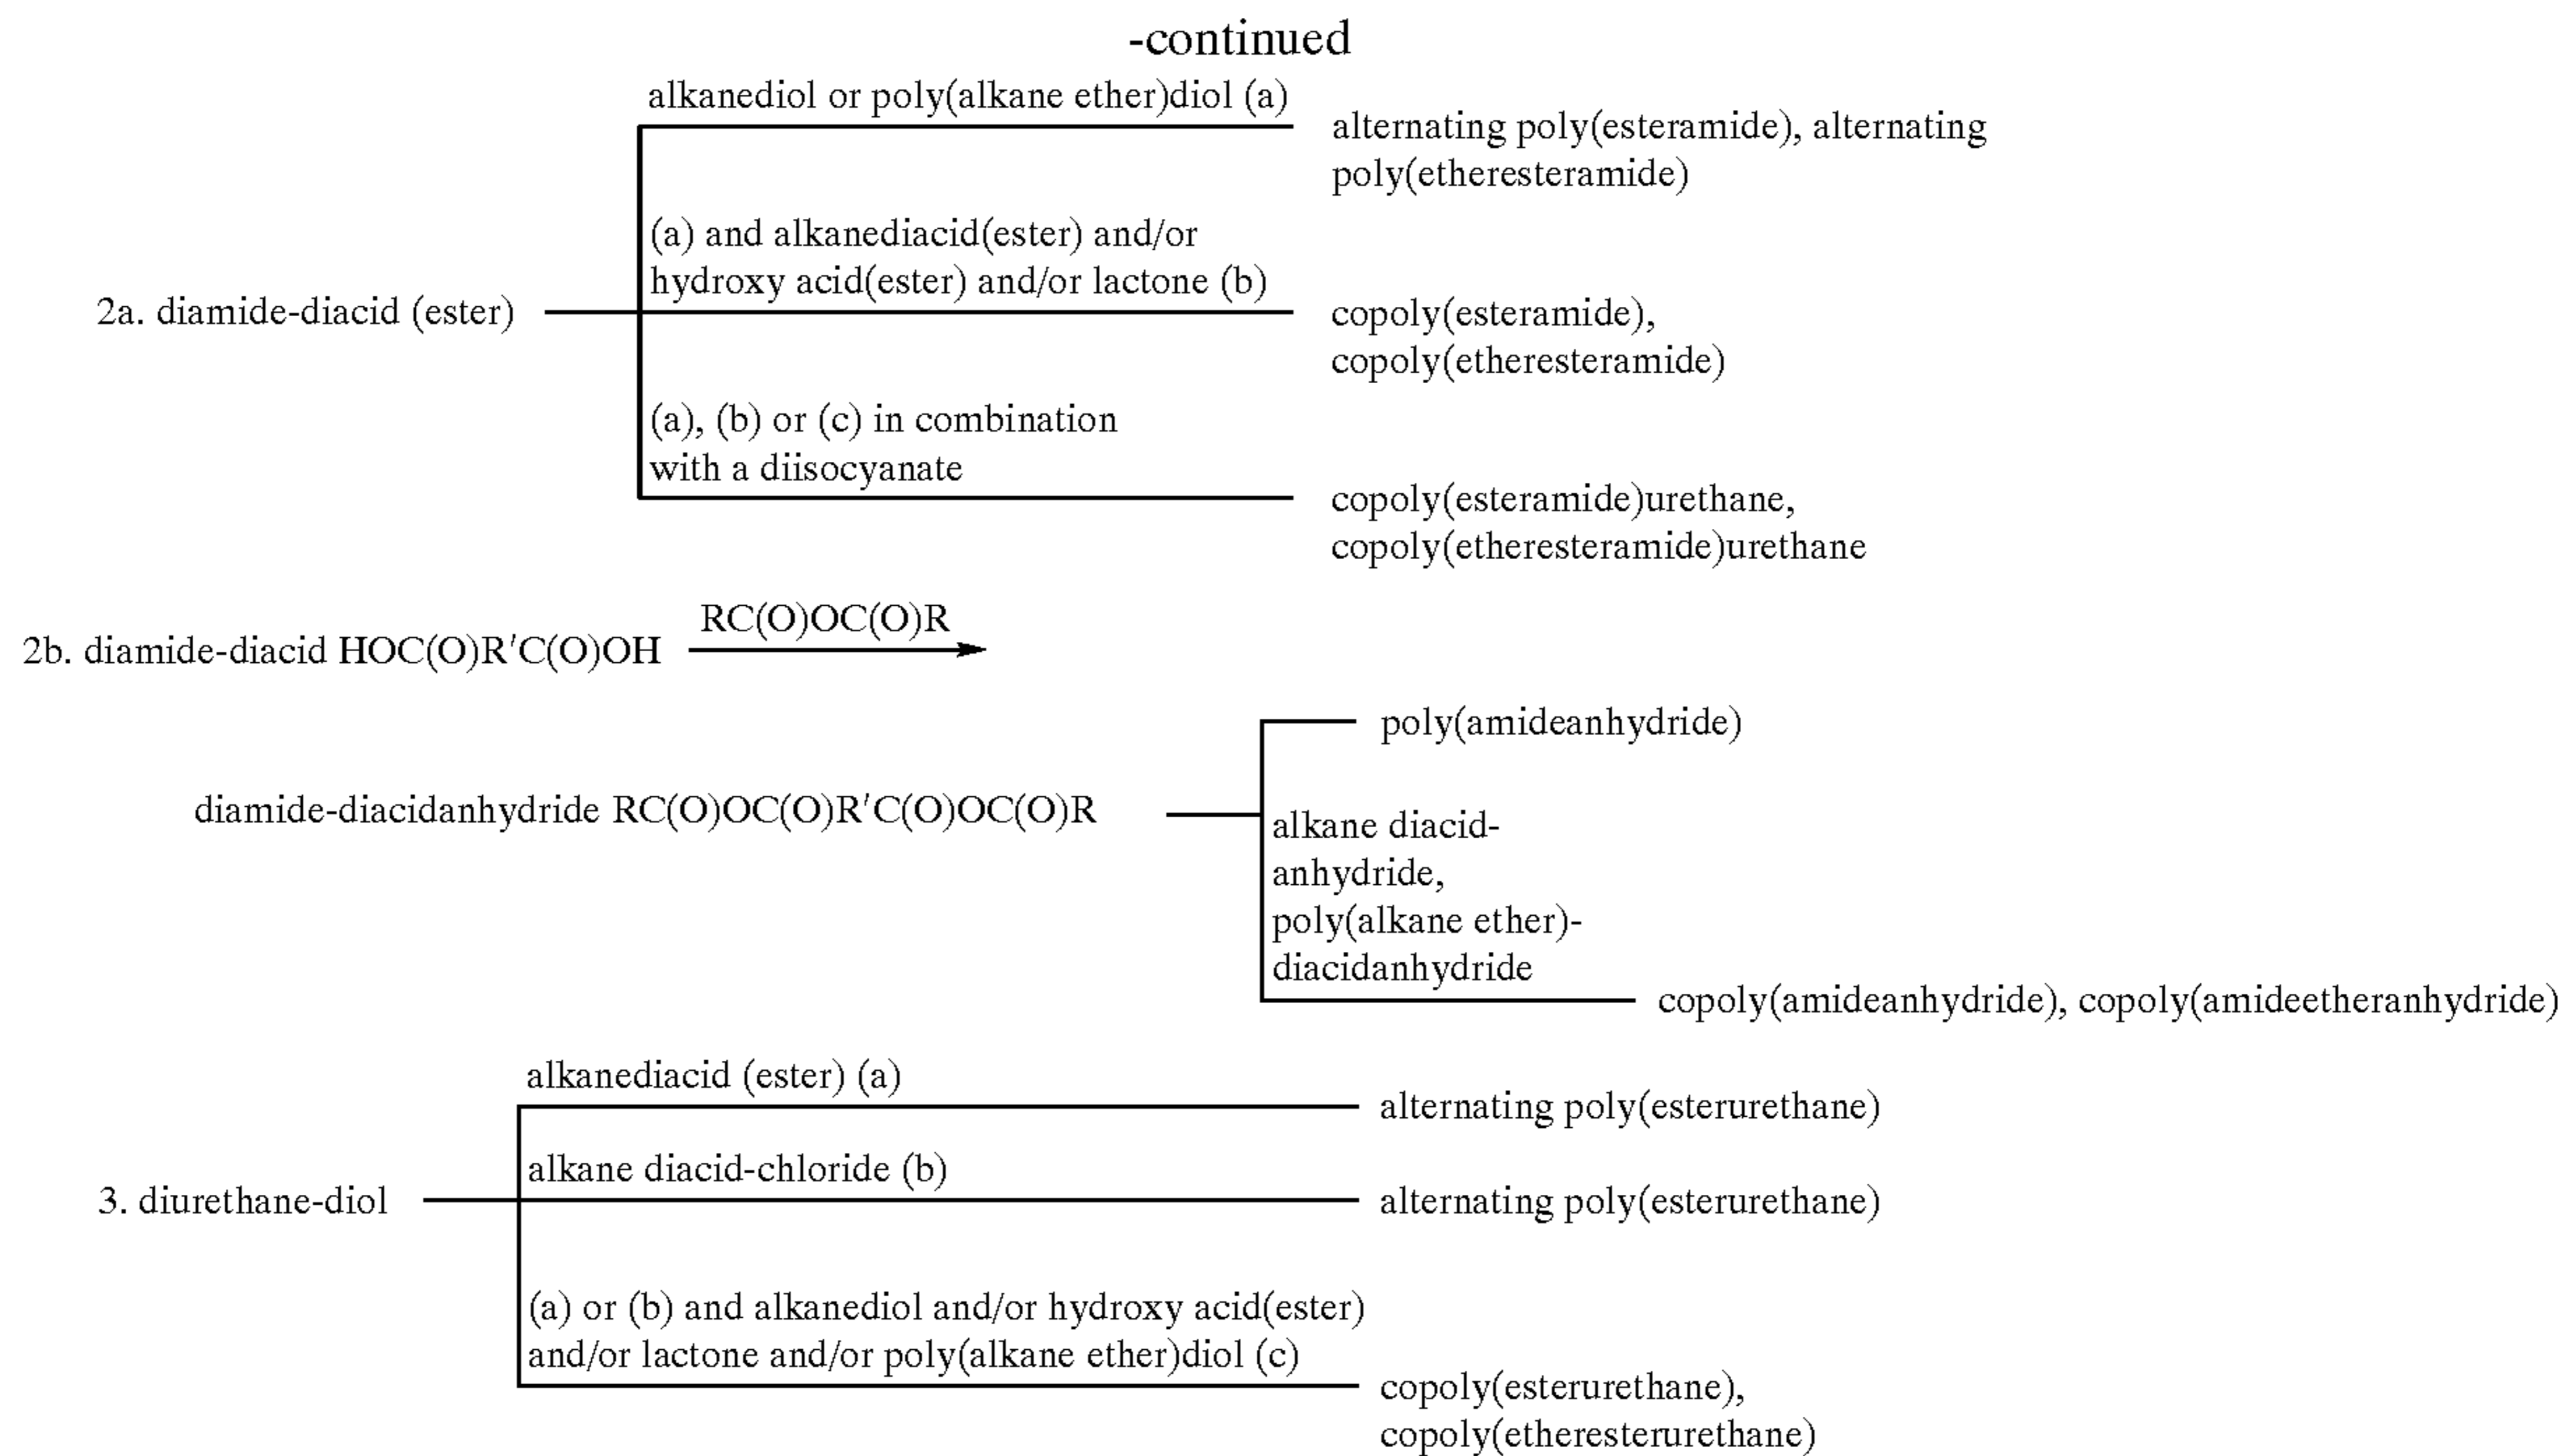 -continued
alkanediol or poly(alkane ether)diol (a)
alternating poly(esteramide), alternating
poly(etheresteramide)
(a) and alkanediacid(ester) and/or
hydroxy acid(ester) and/or lactone (b)
2a. diamide-diacid (ester)
copoly(esteramide),
copoly(etheresteramide)
(a), (b) or (c) in combination
with a diisocyanate
copoly(esteramide)urethane,
copoly(etheresteramide)urethane
RC(O)OC(O)R
2b. diamide-diacid HOC(O)R'C(O)OH
poly(amideanhydride)
diamide-diacidanhydride RC(O)OC(O)R'C(O)OC(O)R
alkane diacid-
anhydride,
poly(alkane ether)-
diacidanhydride
copoly(amideanhydride), copoly(amideetheranhydride)
alkanediacid (ester) (a)
alternating poly(esterurethane)
alkane diacid-chloride (b)
3. diurethane-diol
alternating poly(esterurethane)
(a) or (b) and alkanediol and/or hydroxy acid(ester)
and/or lactone and/or poly(alkane ether)diol (c)
copoly(esterurethane),
copoly(etheresterurethane)